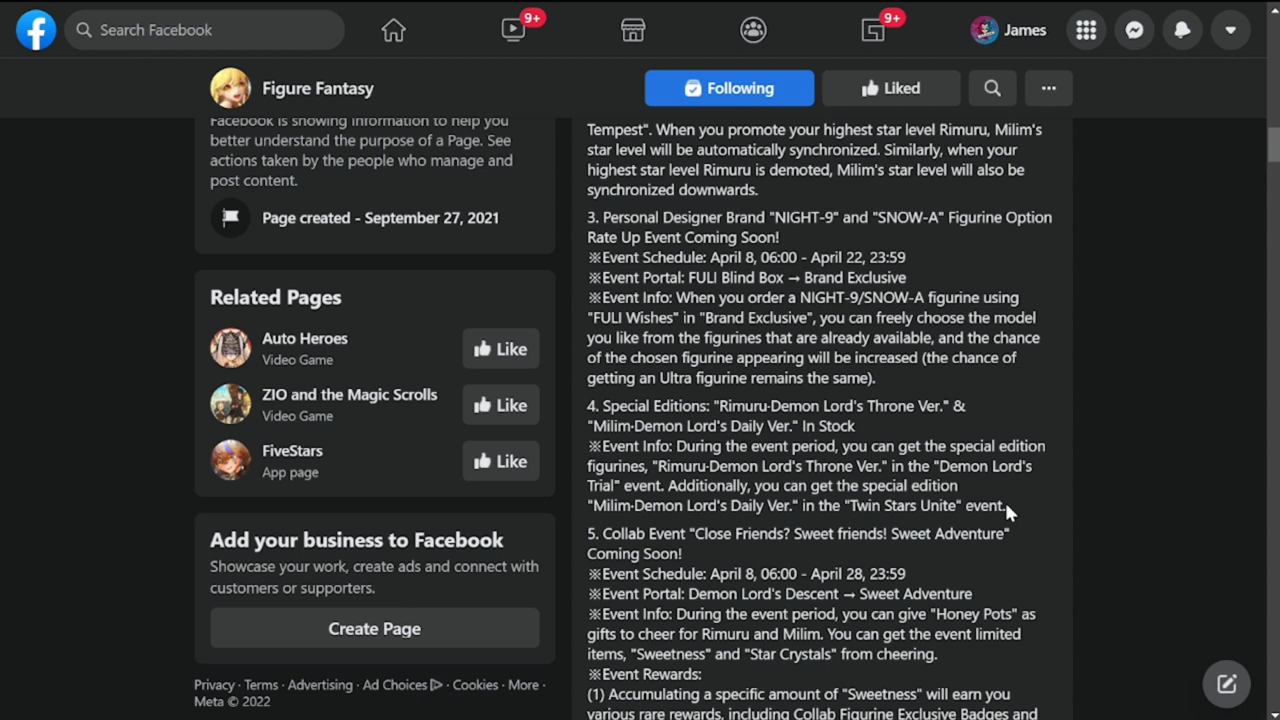 Search Facebook
9+
9+
James
Figure Fantasy
Following
Liked
Facebook is showing information to help you
better understand the purpose of a Page. See
actions taken by the people who manage and
post content.
Page created - September 27, 2021
Related Pages
Auto Heroes
Video Game
Like
ZIO and the Magic Scrolls
Video Game
Like
FiveStars
App page
Like
Add your business to Facebook
Showcase your work, create ads and connect with
customers or supporters.
Create Page
Privacy · Terms · Advertising · Ad Choices · Cookies · More ·
Meta © 2022
Tempest". When you promote your highest star level Rimuru, Milim's
star level will be automatically synchronized. Similarly, when your
highest star level Rimuru is demoted, Milim's star level will also be
synchronized downwards.
3. Personal Designer Brand "NIGHT-9" and "SNOW-A" Figurine Option
Rate Up Event Coming Soon!
※Event Schedule: April 8, 06:00 - April 22, 23:59
※Event Portal: FULI Blind Box → Brand Exclusive
※Event Info: When you order a NIGHT-9/SNOW-A figurine using
"FULI Wishes" in "Brand Exclusive", you can freely choose the model
you like from the figurines that are already available, and the chance
of the chosen figurine appearing will be increased (the chance of
getting an Ultra figurine remains the same).
4. Special Editions: "Rimuru·Demon Lord's Throne Ver." &
"Milim·Demon Lord's Daily Ver." In Stock
※Event Info: During the event period, you can get the special edition
figurines, "Rimuru·Demon Lord's Throne Ver." in the "Demon Lord's
Trial" event. Additionally, you can get the special edition
"Milim·Demon Lord's Daily Ver." in the "Twin Stars Unite" event.
5. Collab Event "Close Friends? Sweet friends! Sweet Adventure"
Coming Soon!
※Event Schedule: April 8, 06:00 - April 28, 23:59
※Event Portal: Demon Lord's Descent → Sweet Adventure
※Event Info: During the event period, you can give "Honey Pots" as
gifts to cheer for Rimuru and Milim. You can get the event limited
items, "Sweetness" and "Star Crystals" from cheering.
※Event Rewards:
(1) Accumulating a specific amount of "Sweetness" will earn you
various rare rewards, including Collab Figurine Exclusive Badges and